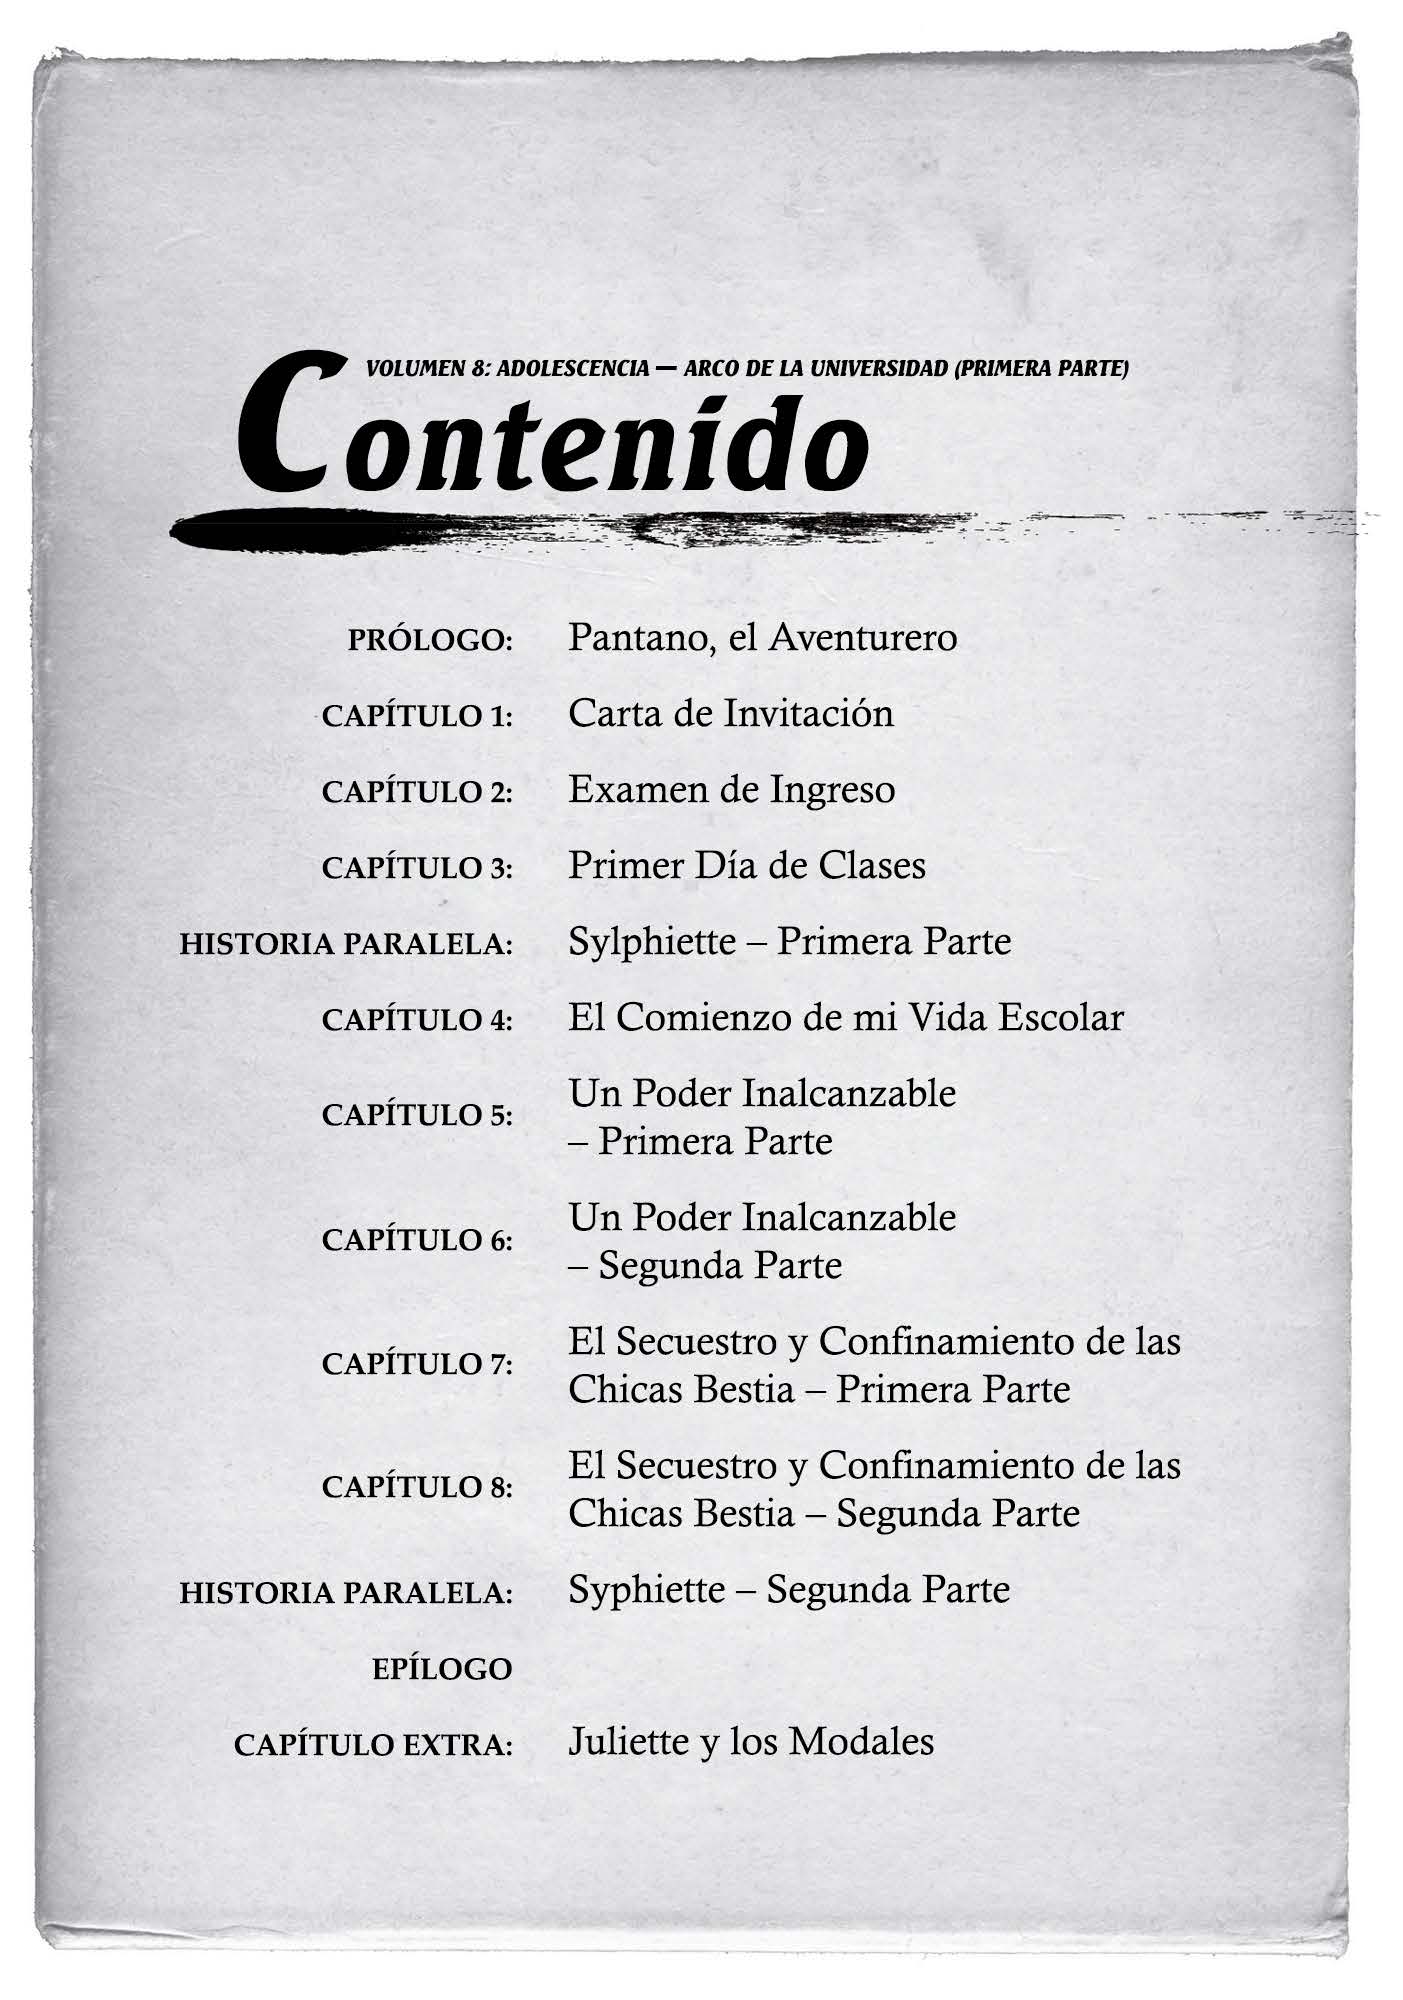 VOLUMEN 8: ADOLESCENCIA — ARCO DE LA UNIVERSIDAD (PRIMERA PARTE)
Contenido
PRÓLOGO: Pantano, el Aventurero
CAPÍTULO 1: Carta de Invitación
CAPÍTULO 2: Examen de Ingreso
CAPÍTULO 3: Primer Día de Clases
HISTORIA PARALELA: Sylphiette – Primera Parte
CAPÍTULO 4: El Comienzo de mi Vida Escolar
CAPÍTULO 5: Un Poder Inalcanzable
– Primera Parte
CAPÍTULO 6: Un Poder Inalcanzable
– Segunda Parte
CAPÍTULO 7: El Secuestro y Confinamiento de las
Chicas Bestia – Primera Parte
CAPÍTULO 8: El Secuestro y Confinamiento de las
Chicas Bestia – Segunda Parte
HISTORIA PARALELA: Syphiette – Segunda Parte
EPÍLOGO
CAPÍTULO EXTRA: Juliette y los Modales